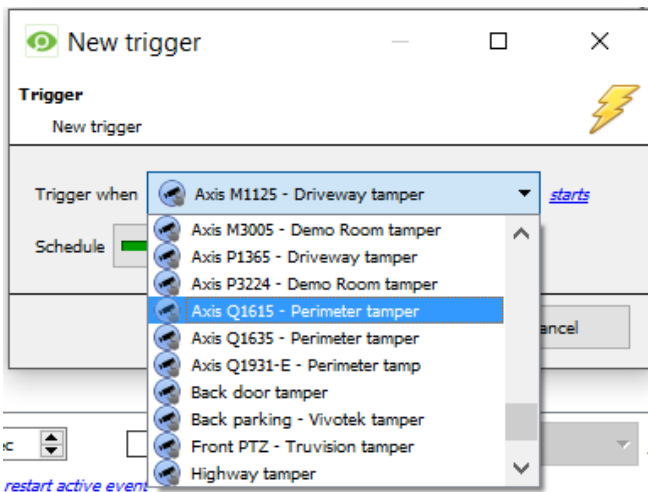 New trigger
Trigger
New trigger
Trigger when Axis M1125 - Driveway tamper starts
Axis M3005 - Demo Room tamper
Schedule
Axis P1365 - Driveway tamper
Axis P3224 - Demo Room tamper
Axis Q1615 - Perimeter tamper
Axis Q1635 - Perimeter tamper
ancel
Axis Q1931-E - Perimeter tamp
Back door tamper
Back parking - Vivotek tamper
Front PTZ - Truvision tamper
Highway tamper
restart active event